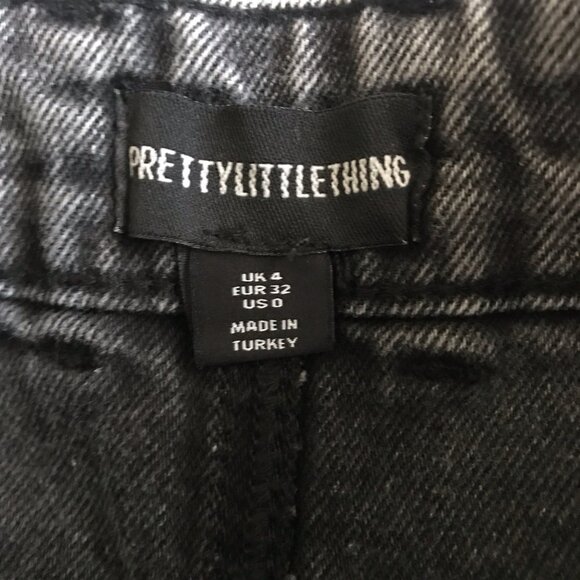 PRETTYLITTLETHING
UK 4
EUR 32
US 0
MADE IN
TURKEY